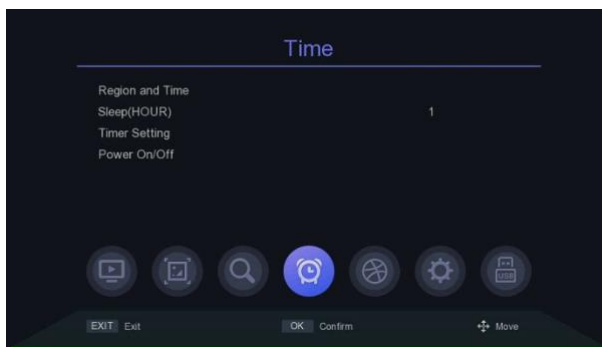 Time
Region and Time
Sleep(HOUR) 1
Timer Setting
Power On/Off
USB
EXIT Exit OK Confirm Move